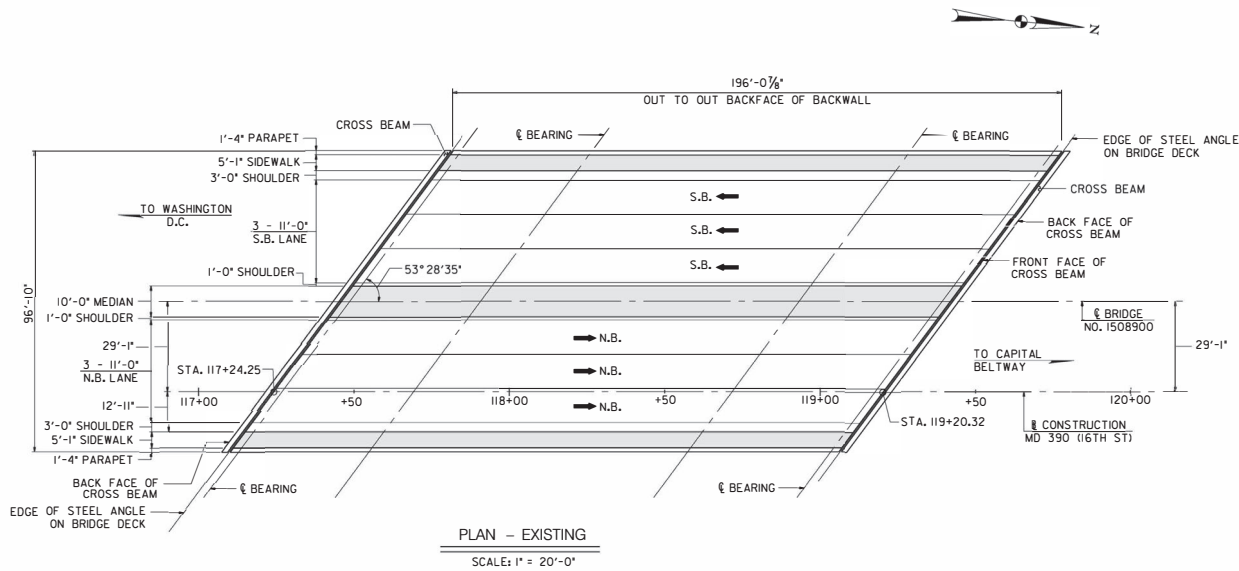 N
196'-0⅞"
OUT TO OUT BACKFACE OF BACKWALL
CROSS BEAM
℄ BEARING
℄ BEARING
EDGE OF STEEL ANGLE
ON BRIDGE DECK
1'-4" PARAPET
5'-1" SIDEWALK
3'-0" SHOULDER
CROSS BEAM
S.B.
TO WASHINGTON
D.C.
BACK FACE OF
CROSS BEAM
S.B.
3 - 11'-0"
S.B. LANE
FRONT FACE OF
CROSS BEAM
S.B.
1'-0" SHOULDER
53° 28'35"
96'-10"
10'-0" MEDIAN
1'-0" SHOULDER
℄ BRIDGE
NO. 1508900
29'-1"
N.B.
29'-1"
3 - 11'-0"
N.B. LANE
TO CAPITAL
BELTWAY
STA. 117+24.25
N.B.
117+00
+50
118+00
+50
119+00
+50
120+00
12'-11"
N.B.
STA. 119+20.32
3'-0" SHOULDER
5'-1" SIDEWALK
1'-4" PARAPET
CONSTRUCTION
MD 390 (16TH ST)
BACK FACE OF
CROSS BEAM
℄ BEARING
℄ BEARING
EDGE OF STEEL ANGLE
ON BRIDGE DECK
PLAN - EXISTING
SCALE: 1" = 20'-0"